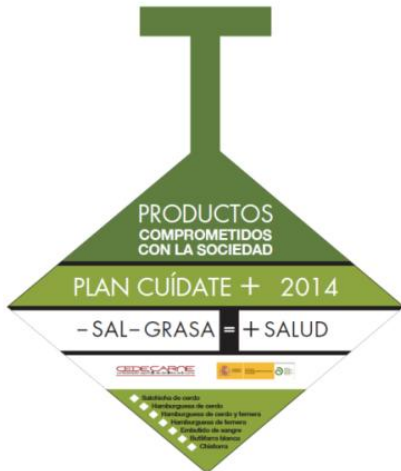 PRODUCTOS
COMPROMETIDOS
CON LA SOCIEDAD
PLAN CUÍDATE + 2014
-SAL-GRASA = +SALUD
CEDECARNE
Salchicha de cerdo
Hamburguesa de cerdo
Hamburguesa de cerdo y ternera
Hamburguesa de ternera
Embutido de sangre
Butifarra blanca
Chistorra